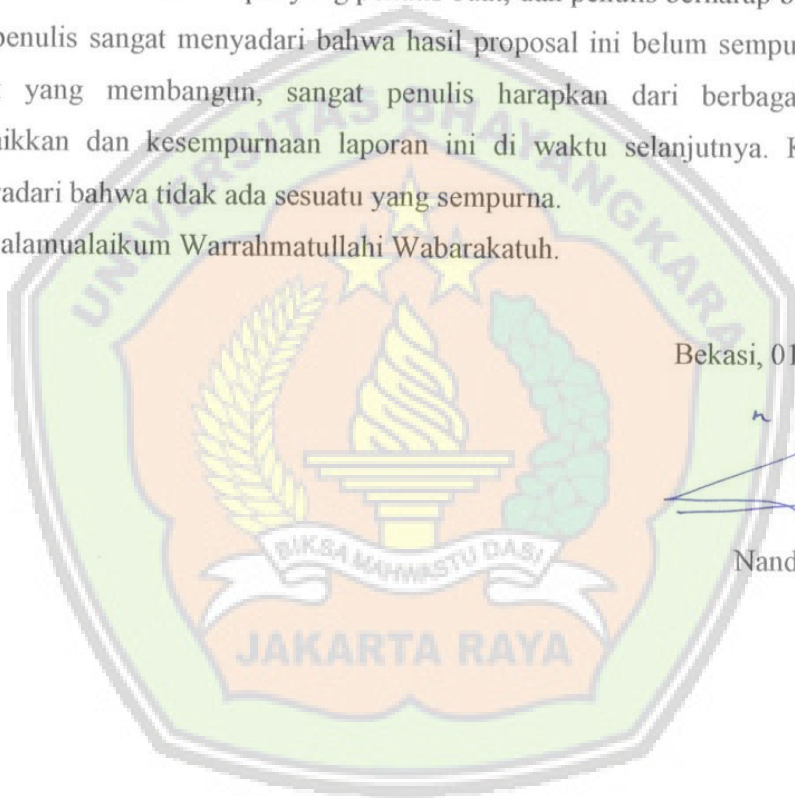 penulis sangat menyadari bahwa hasil proposal ini belum sempu
yang membangun, sangat penulis harapkan dari berbaga
ikkan dan kesempurnaan laporan ini di waktu selanjutnya. K
adari bahwa tidak ada sesuatu yang sempurna.
alamualaikum Warrahmatullahi Wabarakatuh.
UNIVERSITAS BHAYANGKARA
Bekasi, 01
Nand
BIKSA MAHWASTU DASI
JAKARTA RAYA